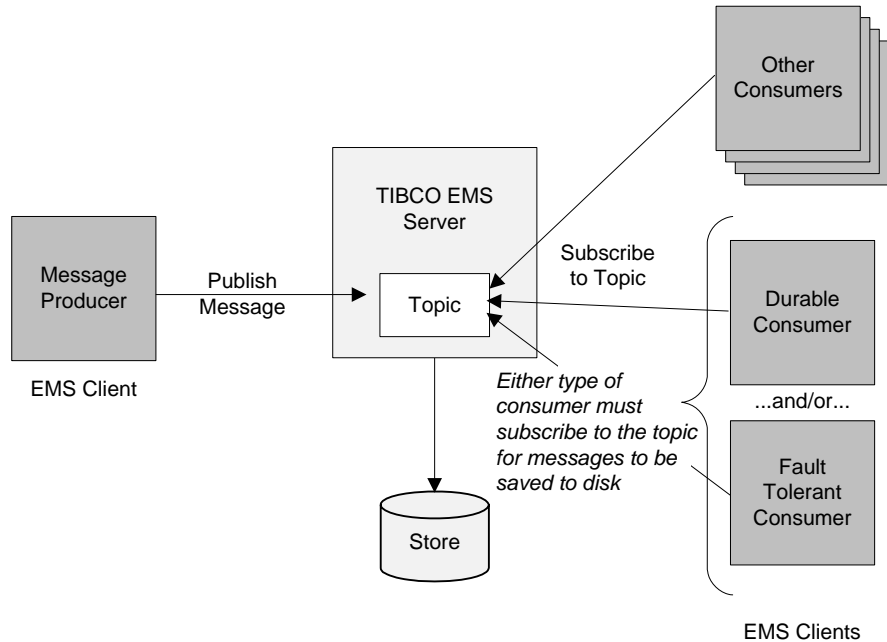 Other
Consumers
TIBCO EMS
Server
Message
Producer
Publish
Message
Topic
Subscribe
to Topic
Durable
Consumer
EMS Client
Either type of
consumer must
subscribe to the topic
for messages to be
saved to disk
...and/or...
Fault
Tolerant
Consumer
Store
EMS Clients